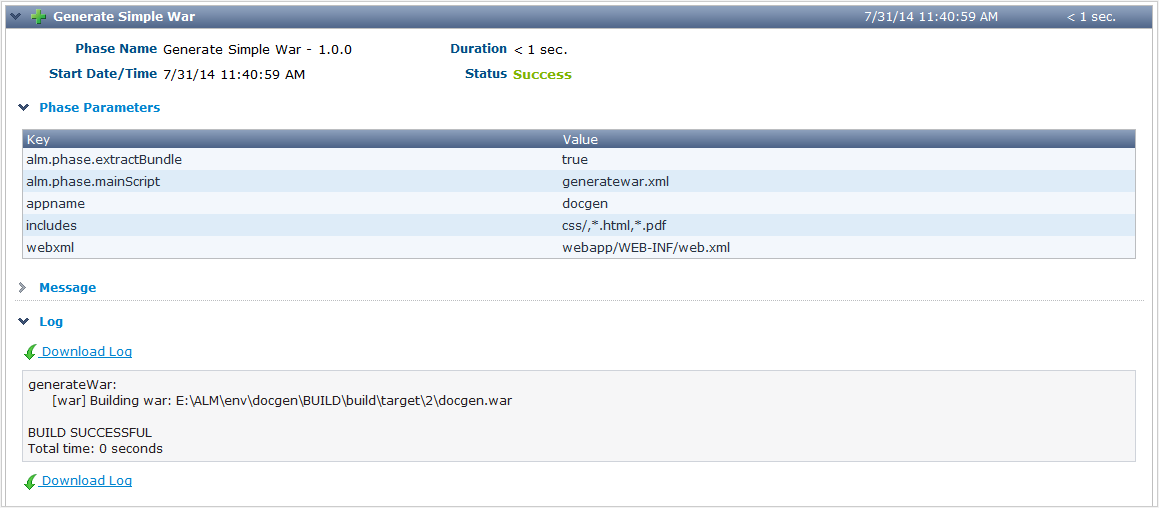 Generate Simple War 7/31/14 11:40:59 AM < 1 sec.
Phase Name Generate Simple War - 1.0.0 Duration < 1 sec.
Start Date/Time 7/31/14 11:40:59 AM Status Success
Phase Parameters
Key Value
alm.phase.extractBundle true
alm.phase.mainScript generatewar.xml
appname docgen
includes css/,*.html,*.pdf
webxml webapp/WEB-INF/web.xml
Message
Log
Download Log
generateWar:
[war] Building war: E:\ALM\env\docgen\BUILD\build\target\2\docgen.war
BUILD SUCCESSFUL
Total time: 0 seconds
Download Log